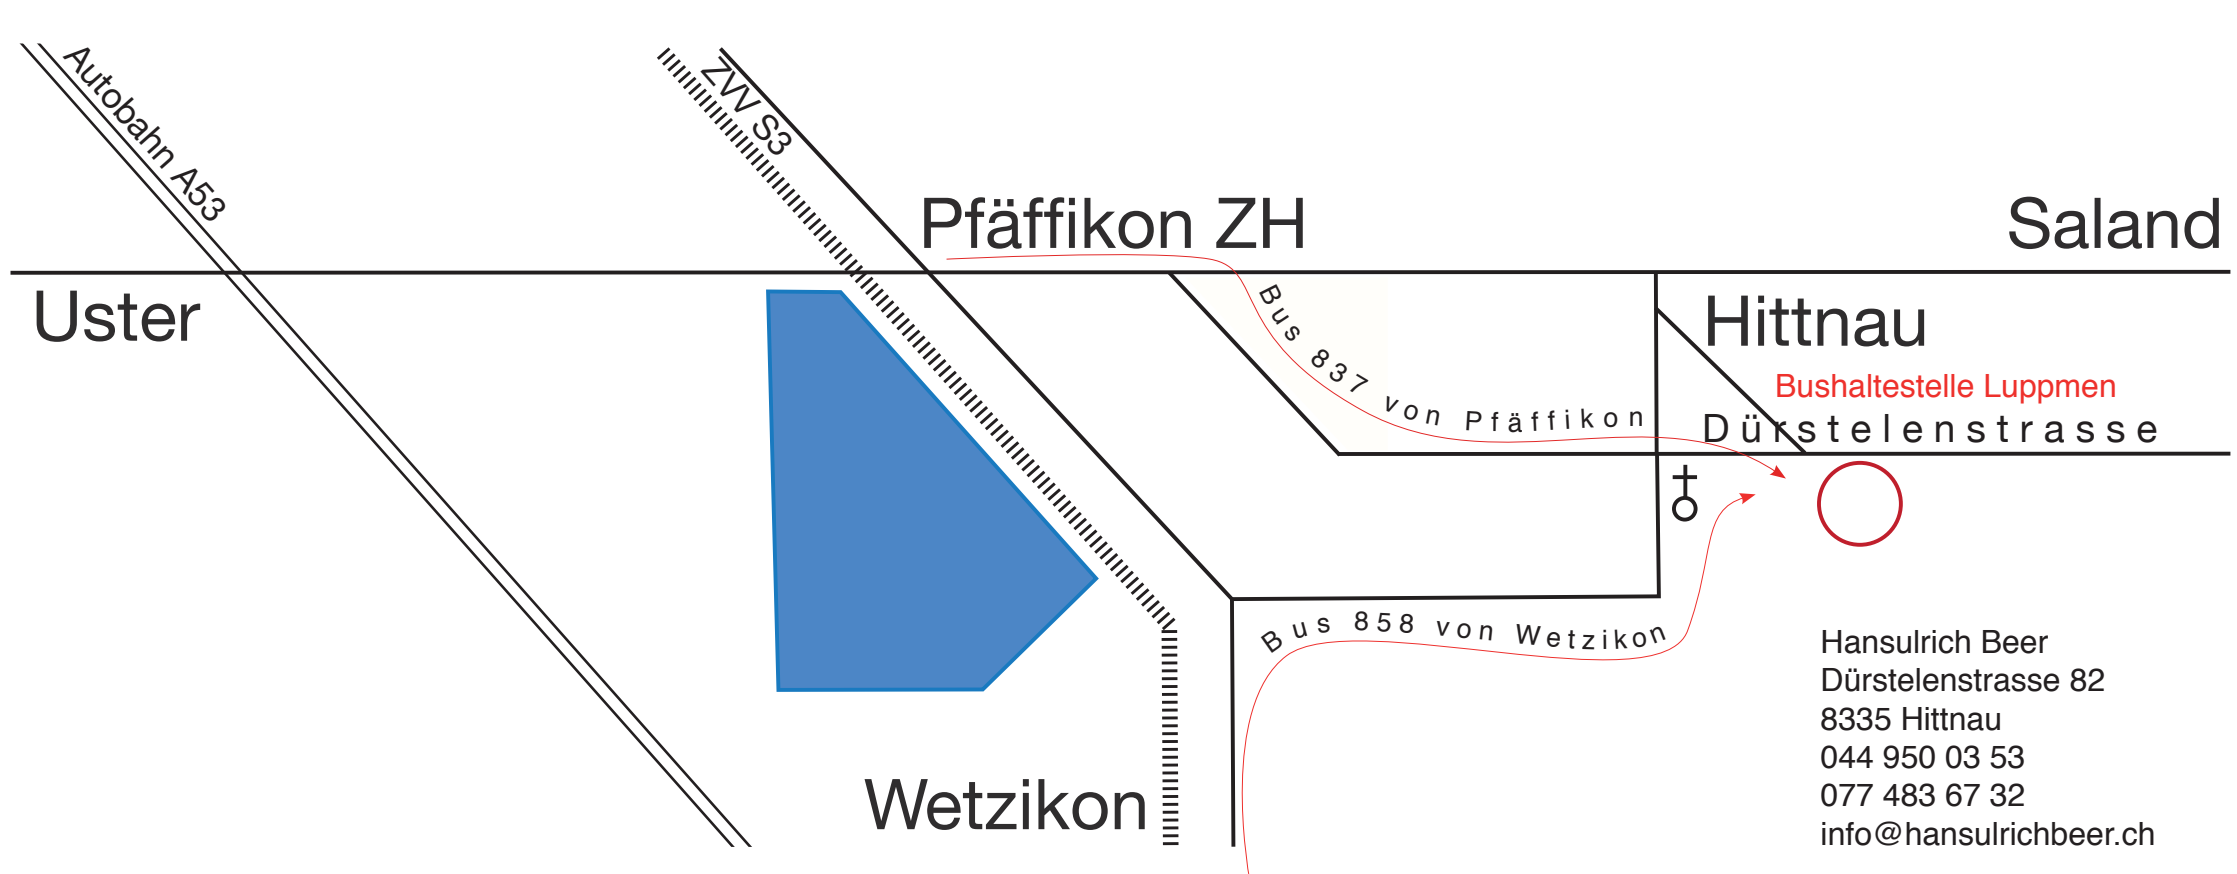 Autobahn A53
ZVV S3
Pfäffikon ZH
Saland
Uster
Hittnau
Bus 837 von Pfäffikon
Bushaltestelle Luppmen
Dürstelenstrasse
Bus 858 von Wetzikon
Wetzikon
Hansulrich Beer
Dürstelenstrasse 82
8335 Hittnau
044 950 03 53
077 483 67 32
info@hansulrichbeer.ch